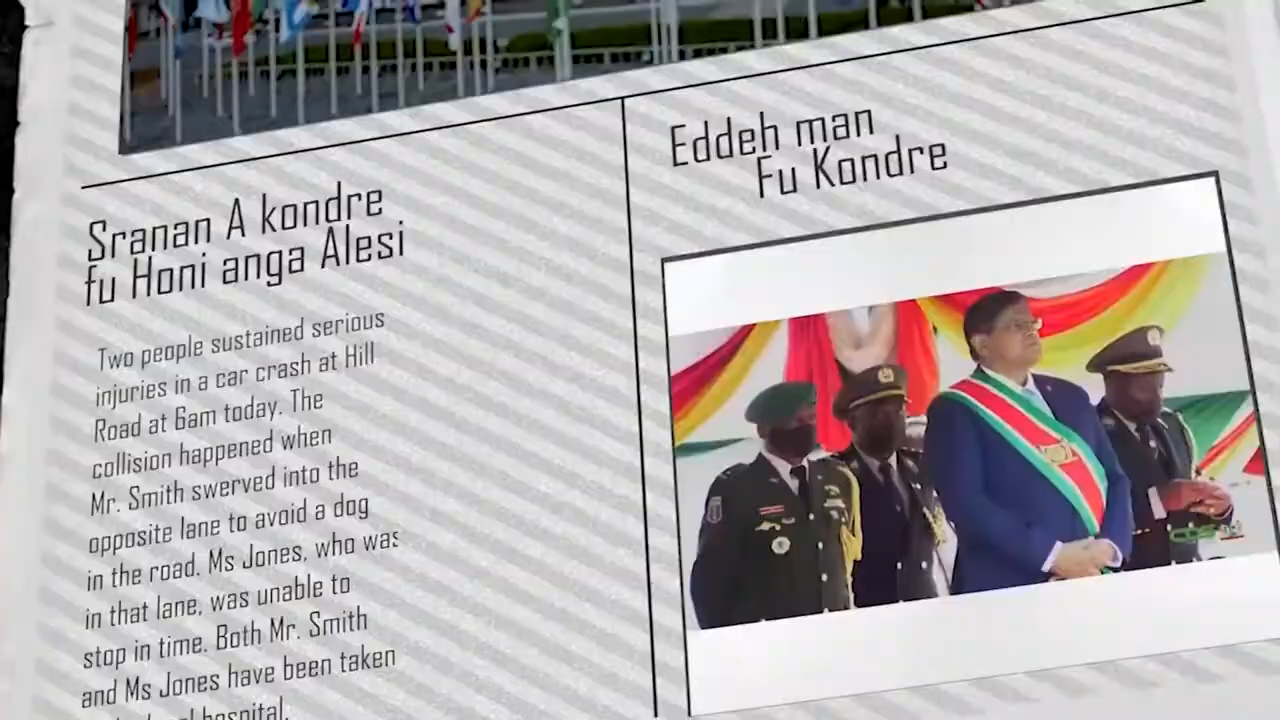 Sranan A kondre
fu Honi anga Alesi
Two people sustained serious
injuries in a car crash at Hill
Road at 6am today. The
collision happened when
Mr. Smith swerved into the
opposite lane to avoid a dog
in the road. Ms Jones, who was
in that lane, was unable to
stop in time. Both Mr. Smith
and Ms Jones have been taken
hospital.
Eddeh man
Fu Kondre